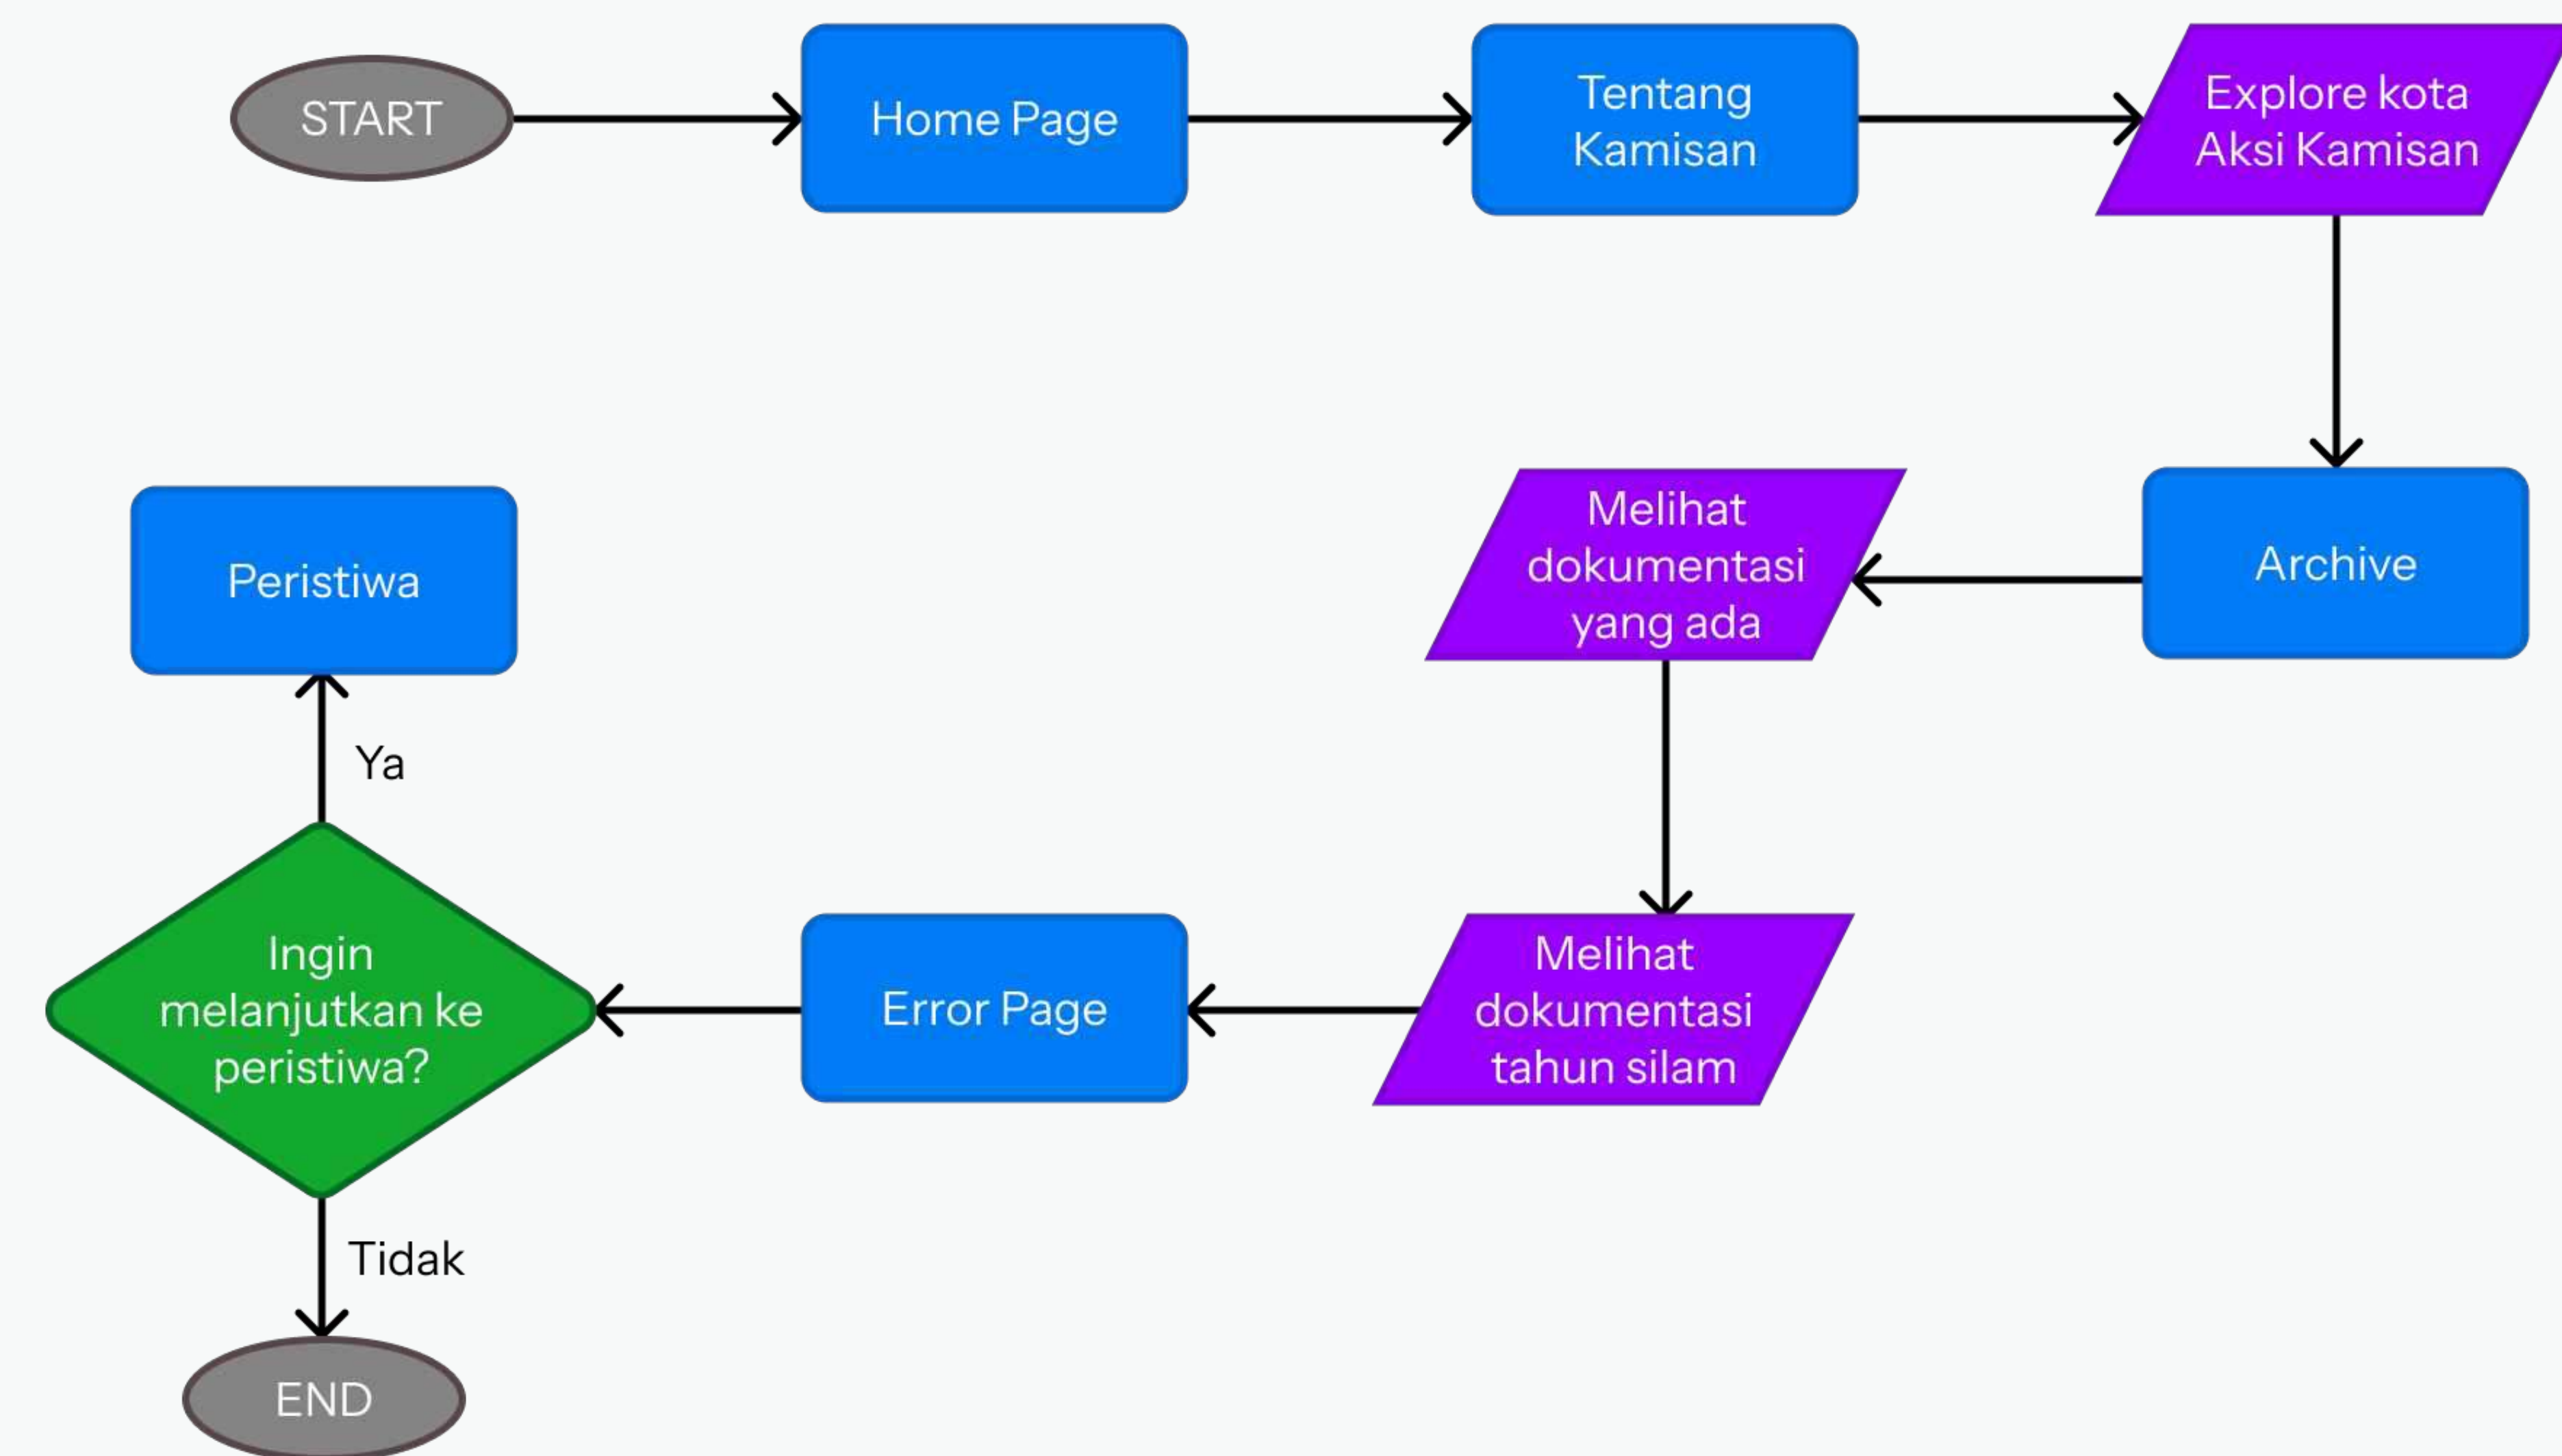 START
Home Page
Tentang
Kamisan
Explore kota
Aksi Kamisan
Archive
Melihat
dokumentasi
yang ada
Melihat
dokumentasi
tahun silam
Error Page
Ingin
melanjutkan ke
peristiwa?
Ya
Peristiwa
Tidak
END